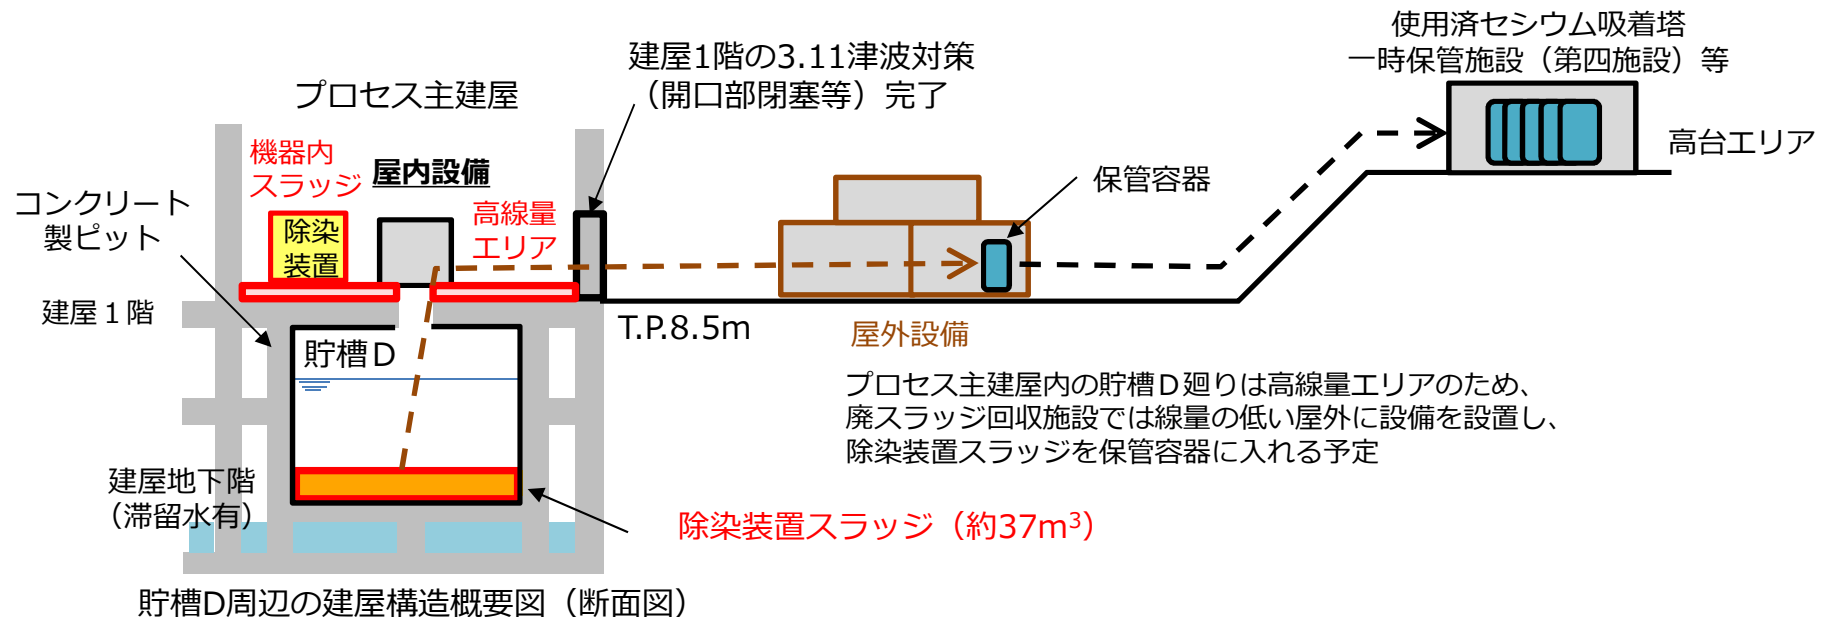 使用済セシウム吸着塔
一時保管施設（第四施設）等
建屋1階の3.11津波対策
（開口部閉塞等）完了
プロセス主建屋
高台エリア
機器内
スラッジ
屋内設備
保管容器
コンクリート
製ピット
高線量
エリア
除染
装置
建屋１階
T.P.8.5m
屋外設備
貯槽Ｄ
プロセス主建屋内の貯槽Ｄ廻りは高線量エリアのため、
廃スラッジ回収施設では線量の低い屋外に設備を設置し、
除染装置スラッジを保管容器に入れる予定
建屋地下階
（滞留水有）
除染装置スラッジ（約37m³）
貯槽D周辺の建屋構造概要図（断面図）